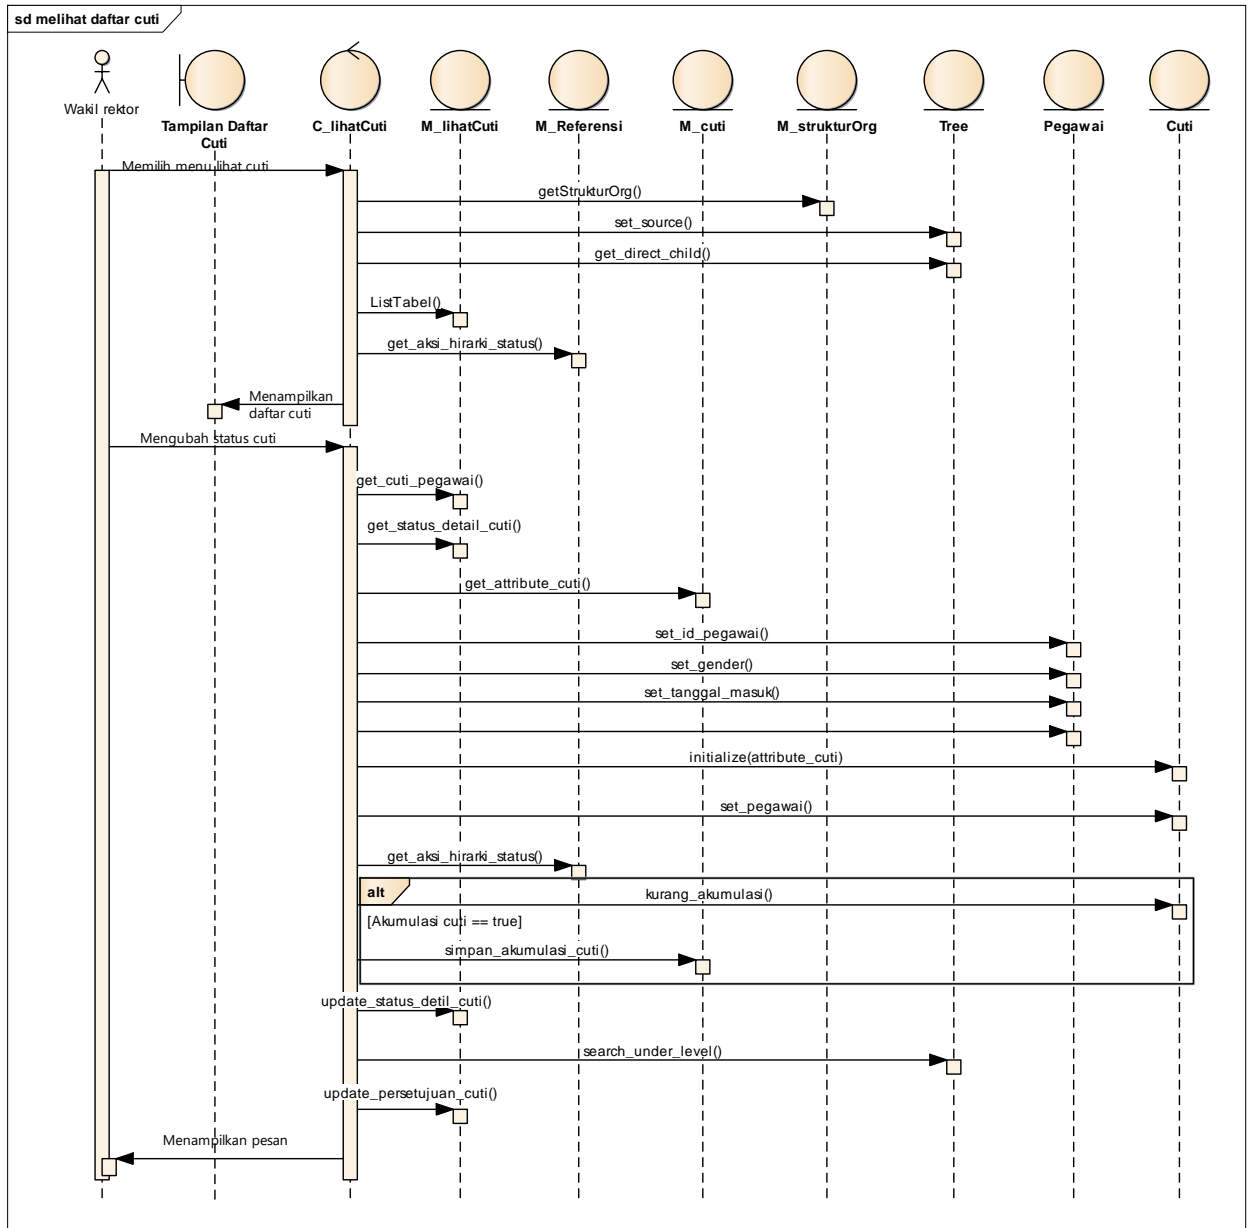 sd melihat daftar cuti
Wakil rektor
Tampilan Daftar
Cuti
C_lihatCuti
M_lihatCuti
M_Referensi
M_cuti
M_strukturOrg
Tree
Pegawai
Cuti
Memilih menu lihat cuti
getStrukturOrg()
set_source()
get_direct_child()
ListTabel()
get_aksi_hirarki_status()
Menampilkan
daftar cuti
Mengubah status cuti
get_cuti_pegawai()
get_status_detail_cuti()
get_attribute_cuti()
set_id_pegawai()
set_gender()
set_tanggal_masuk()
initialize(attribute_cuti)
set_pegawai()
get_aksi_hirarki_status()
alt
kurang_akumulasi()
[Akumulasi cuti == true]
simpan_akumulasi_cuti()
update_status_detil_cuti()
search_under_level()
update_persetujuan_cuti()
Menampilkan pesan